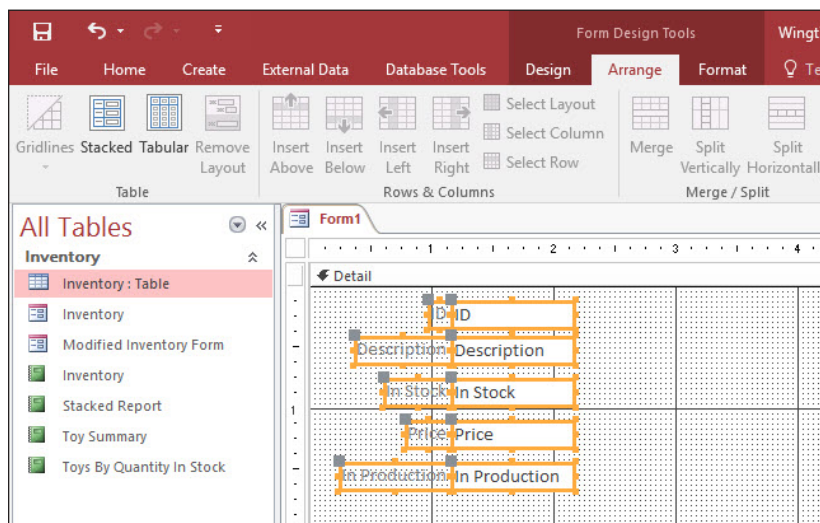 Form Design Tools Wingt
File Home Create External Data Database Tools Design Arrange Format Te
Gridlines Stacked Tabular Remove Layout Insert Above Insert Below Insert Left Insert Right Select Layout Merge Split Vertically Split Horizontall
Select Column
Select Row
Table Rows & Columns Merge / Split
All Tables
Form1
Inventory
1 2 3 4
Inventory : Table
Detail
Inventory
ID ID
Modified Inventory Form
Description Description
Inventory
In Stock In Stock
Stacked Report
1
Toy Summary
Price Price
Toys By Quantity In Stock
In Production In Production